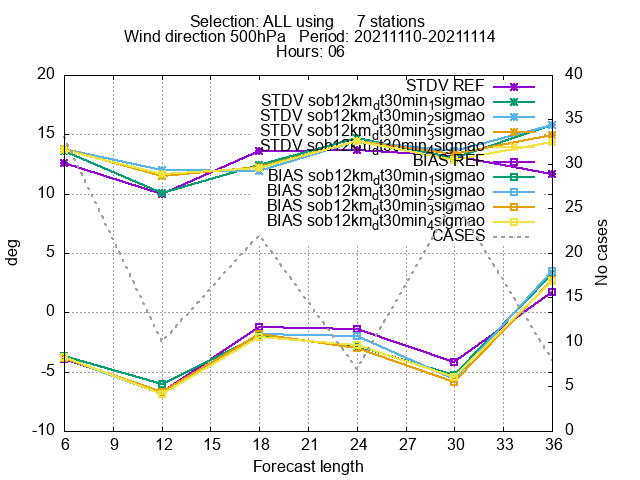 Selection: ALL using 7 stations
Wind direction 500hPa Period: 20211110-20211114
Hours: 06
20
15
10
5
0
-5
-10
deg
40
35
30
25
20
15
10
5
0
No cases
STDV REF
STDV sob12km_dt30min_1sigmao
STDV sob12km_dt30min_2sigmao
STDV sob12km_dt30min_3sigmao
STDV sob12km_dt30min_4sigmao
BIAS REF
BIAS sob12km_dt30min_1sigmao
BIAS sob12km_dt30min_2sigmao
BIAS sob12km_dt30min_3sigmao
BIAS sob12km_dt30min_4sigmao
CASES
6 9 12 15 18 21 24 27 30 33 36
Forecast length